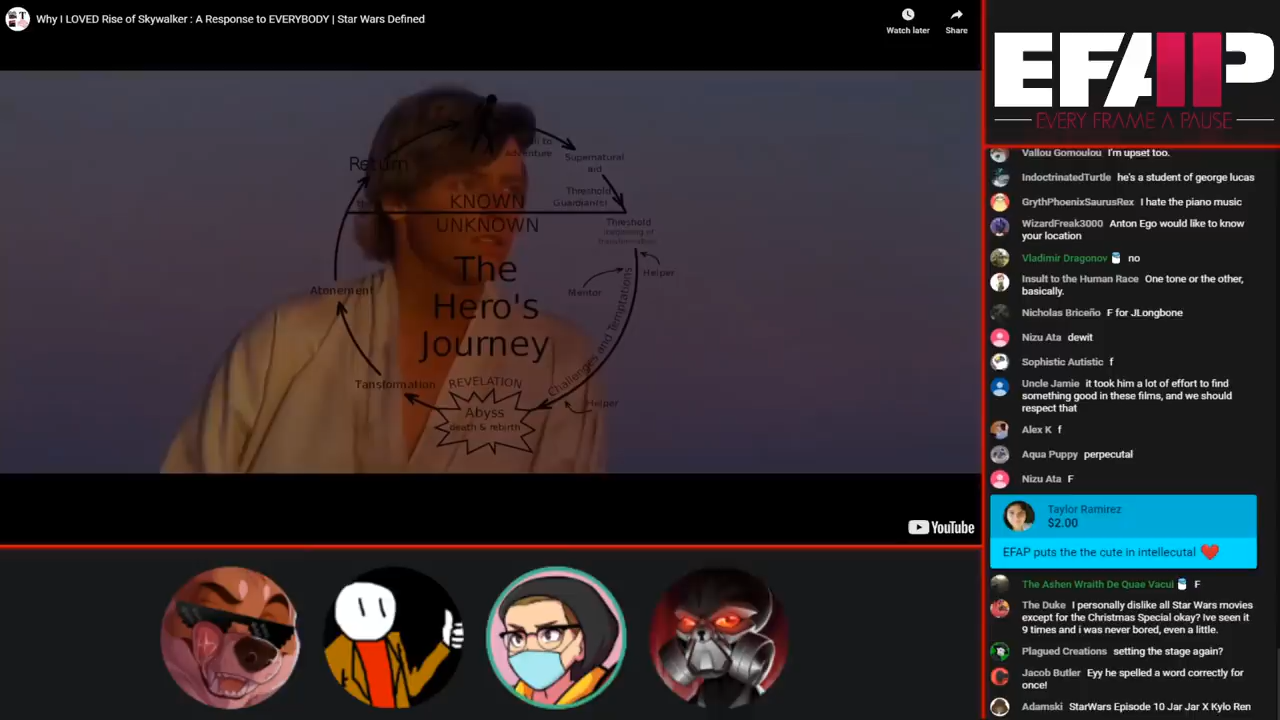 Why I LOVED Rise of Skywalker : A Response to EVERYBODY | Star Wars Defined
Watch later
Share
Return
adventure
Supernatural
aid
Threshold
Guardian(s)
KNOWN
UNKNOWN
Threshold
(beginning of
transformation)
Helper
Mentor
The
Hero's
Journey
Challenges and Temptations
Atonement
Tansformation
REVELATION
Abyss
death & rebirth
Helper
YouTube
EFAP
EVERY FRAME A PAUSE
Vallou Gomoulou I'm upset too.
IndoctrinatedTurtle he's a student of george lucas
GrythPhoenixSaurusRex I hate the piano music
WizardFreak3000 Anton Ego would like to know
your location
Vladimir Dragonov no
Insult to the Human Race One tone or the other,
basically.
Nicholas Briceño F for JLongbone
Nizu Ata dewit
Sophistic Autistic f
Uncle Jamie it took him a lot of effort to find
something good in these films, and we should
respect that
Alex K f
Aqua Puppy perpecutal
Nizu Ata F
Taylor Ramirez
$2.00
EFAP puts the the cute in intellecutal
The Ashen Wraith De Quae Vacui F
The Duke I personally dislike all Star Wars movies
except for the Christmas Special okay? Ive seen it
9 times and i was never bored, even a little.
Plagued Creations setting the stage again?
Jacob Butler Eyy he spelled a word correctly for
once!
Adamski StarWars Episode 10 Jar Jar X Kylo Ren